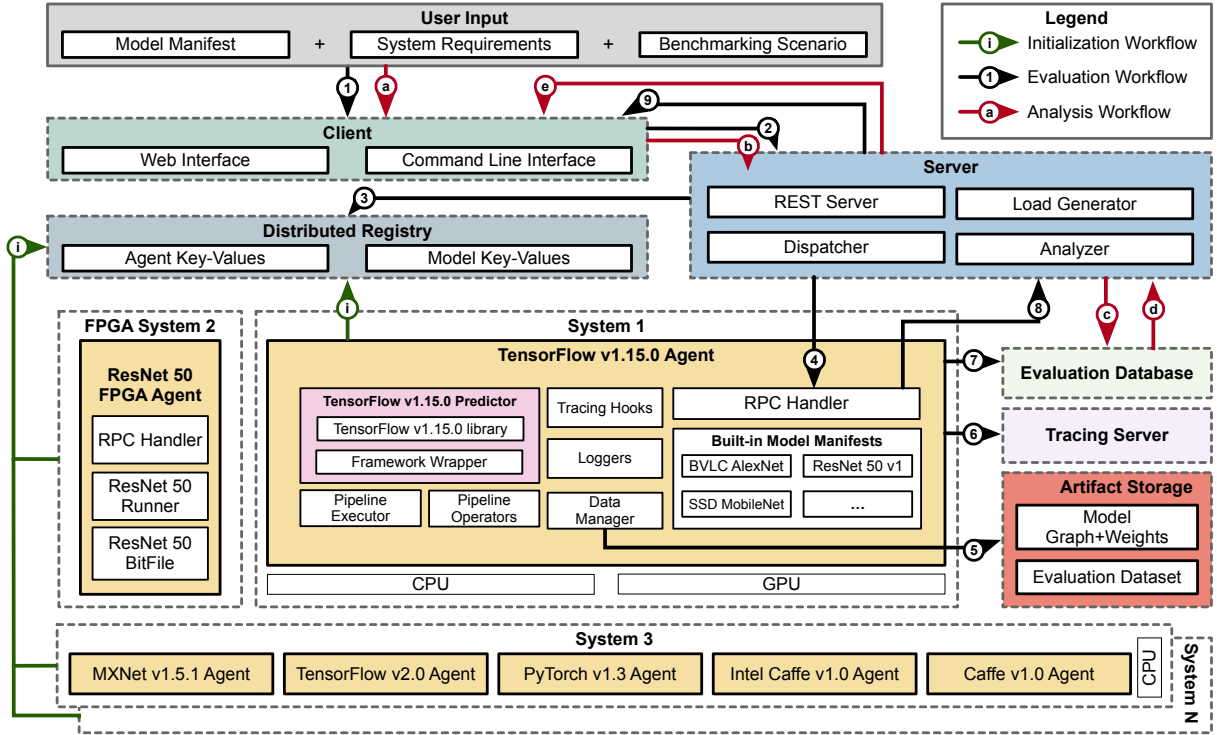 User Input
Model Manifest + System Requirements + Benchmarking Scenario
Legend
i Initialization Workflow
1 Evaluation Workflow
a Analysis Workflow
1
a
e
9
2
b
Client
Web Interface
Command Line Interface
Server
REST Server
Load Generator
Dispatcher
Analyzer
3
Distributed Registry
Agent Key-Values
Model Key-Values
i
i
4
8
c
d
FPGA System 2
ResNet 50
FPGA Agent
RPC Handler
ResNet 50
Runner
ResNet 50
BitFile
System 1
TensorFlow v1.15.0 Agent
TensorFlow v1.15.0 Predictor
TensorFlow v1.15.0 library
Framework Wrapper
Pipeline
Executor
Pipeline
Operators
Tracing Hooks
Loggers
Data
Manager
RPC Handler
Built-in Model Manifests
BVLC AlexNet
ResNet 50 v1
SSD MobileNet
...
CPU
GPU
7
Evaluation Database
6
Tracing Server
5
Artifact Storage
Model
Graph+Weights
Evaluation Dataset
System 3
MXNet v1.5.1 Agent
TensorFlow v2.0 Agent
PyTorch v1.3 Agent
Intel Caffe v1.0 Agent
Caffe v1.0 Agent
CPU
System N